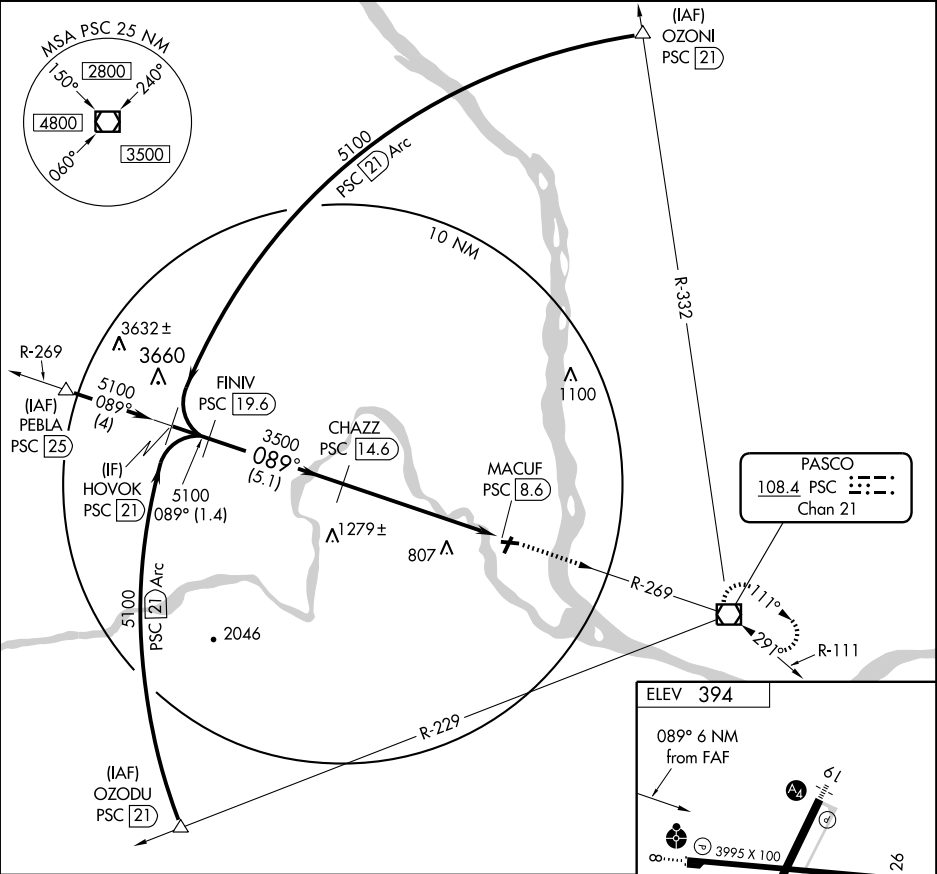 MSA PSC 25 NM
150°
2800
240°
4800
3500
060°
(IAF)
OZONI
PSC 21
5100
PSC 21 Arc
10 NM
R-332
3632 ±
3660
R-269
5100
089°
(4)
(IAF)
PEBLA
PSC 25
FINIV
PSC 19.6
(IF)
HOVOK
PSC 21
5100
089° (1.4)
3500
089°
(5.1)
CHAZZ
PSC 14.6
1100
MACUF
PSC 8.6
1279 ±
807
PASCO
108.4 PSC
Chan 21
R-269
111°
291°
R-111
5100
PSC 21 Arc
2046
R-229
(IAF)
OZODU
PSC 21
ELEV 394
089° 6 NM
from FAF
19
A4
P
P
3995 X 100
8
26